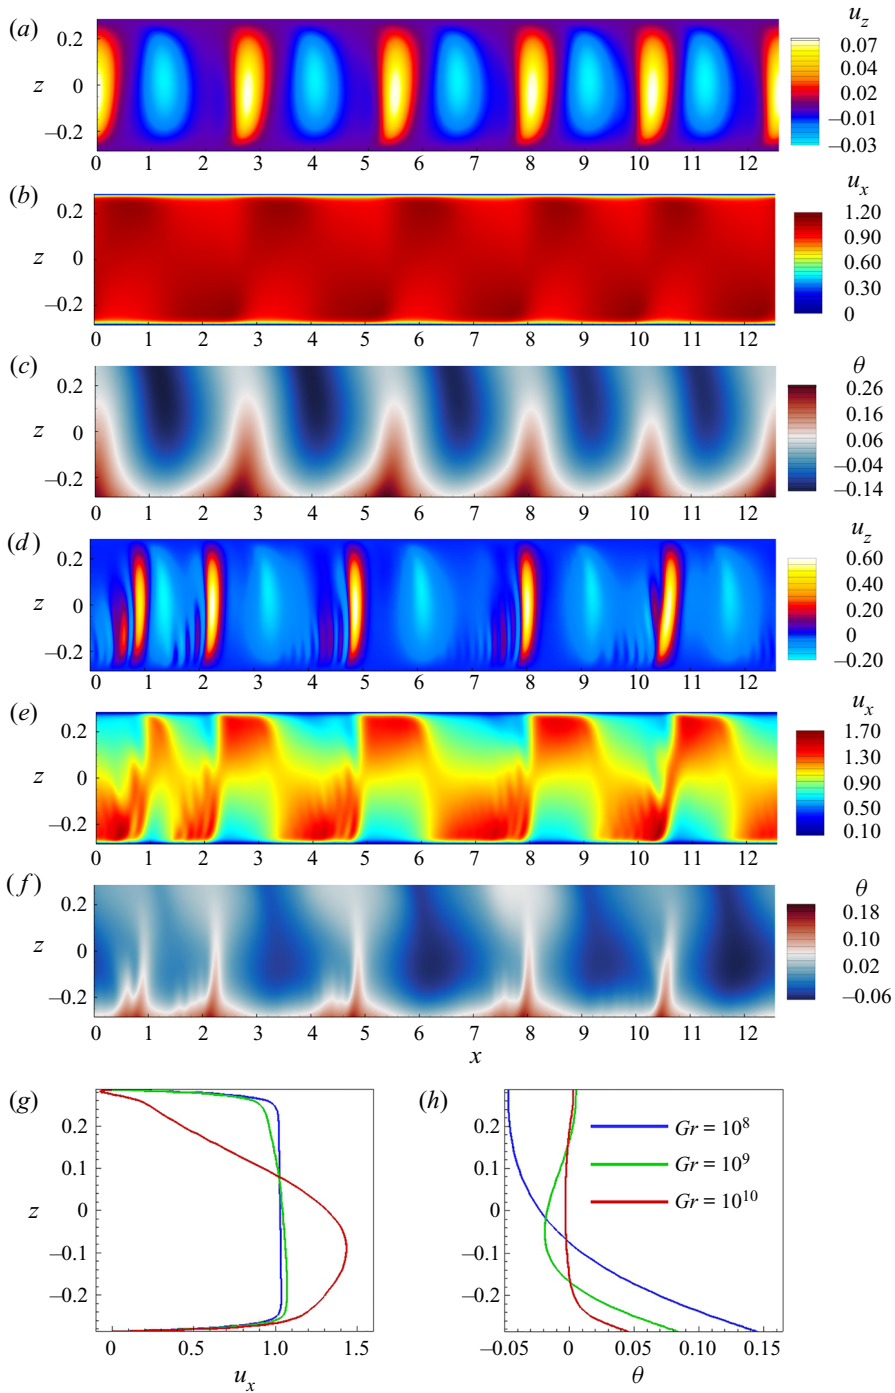 (a)
u_z
z
0.2
0
–0.2
0 1 2 3 4 5 6 7 8 9 10 11 12
0.07
0.04
0.02
–0.01
–0.03
(b)
u_x
z
0.2
0
–0.2
0 1 2 3 4 5 6 7 8 9 10 11 12
1.20
0.90
0.60
0.30
0
(c)
θ
z
0.2
0
–0.2
0 1 2 3 4 5 6 7 8 9 10 11 12
0.26
0.16
0.06
–0.04
–0.14
(d)
u_z
z
0.2
0
–0.2
0 1 2 3 4 5 6 7 8 9 10 11 12
0.60
0.40
0.20
0
–0.20
(e)
u_x
z
0.2
0
–0.2
0 1 2 3 4 5 6 7 8 9 10 11 12
1.70
1.30
0.90
0.50
0.10
(f)
θ
z
0.2
0
–0.2
0 1 2 3 4 5 6 7 8 9 10 11 12
x
0.18
0.10
0.02
–0.06
(g)
z
0.2
0.1
0
–0.1
–0.2
0 0.5 1.0 1.5
u_x
(h)
0.2
0.1
0
–0.1
–0.2
–0.05 0 0.05 0.10 0.15
θ
Gr = 10⁸
Gr = 10⁹
Gr = 10¹⁰